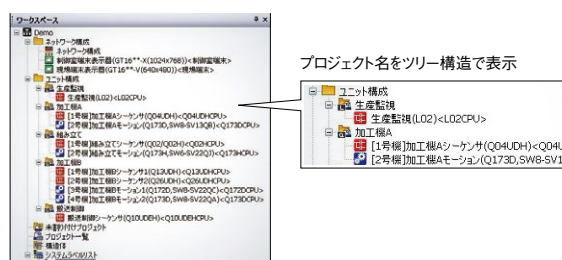 ワークスペース
Demo
ネットワーク構成
ネットワーク構成
制御室端末表示器(GT16**-X(1024x768))<制御室端末>
現場端末表示器(GT16**-V(640x480))<現場端末>
ユニット構成
生産監視
生産監視(L02)<L02CPU>
加工機A
[1号機]加工機Aシーケンサ(Q04UDH)<Q04UDHCPU>
[2号機]加工機Aモーション(Q173D,SW8-SV13QB)<Q173DCPU>
組み立て
[1号機]組み立てシーケンサ(Q02/Q02H)<Q02HCPU>
[2号機]組み立てモーション(Q173H,SW6-SV22QJ)<Q173HCPU>
加工機B
[1号機]加工機Bシーケンサ1(Q13UDH)<Q13UDHCPU>
[2号機]加工機Bシーケンサ2(Q26UDH)<Q26UDHCPU>
[3号機]加工機Bモーション1(Q172D,SW8-SV22QC)<Q172DCPU>
[4号機]加工機Bモーション2(Q173D,SW8-SV22QA)<Q173DCPU>
搬送制御
搬送制御シーケンサ(Q10UDEH)<Q10UDEHCPU>
未割り付けプロジェクト
プロジェクト一覧
構造体
システムラベルリスト
プロジェクト名をツリー構造で表示
ユニット構成
生産監視
生産監視(L02)<L02CPU>
加工機A
[1号機]加工機Aシーケンサ(Q04UDH)<Q04U
[2号機]加工機Aモーション(Q173D,SW8-SV1